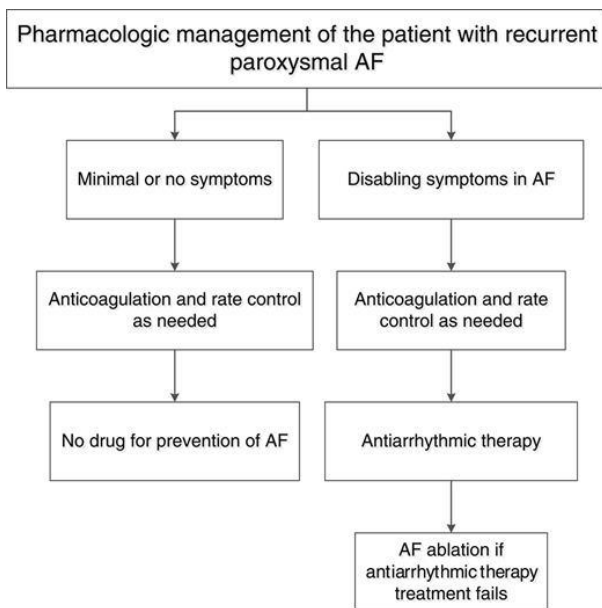 Pharmacologic management of the patient with recurrent
paroxysmal AF
Minimal or no symptoms
Disabling symptoms in AF
Anticoagulation and rate control
as needed
Anticoagulation and rate
control as needed
No drug for prevention of AF
Antiarrhythmic therapy
AF ablation if
antiarrhythmic therapy
treatment fails